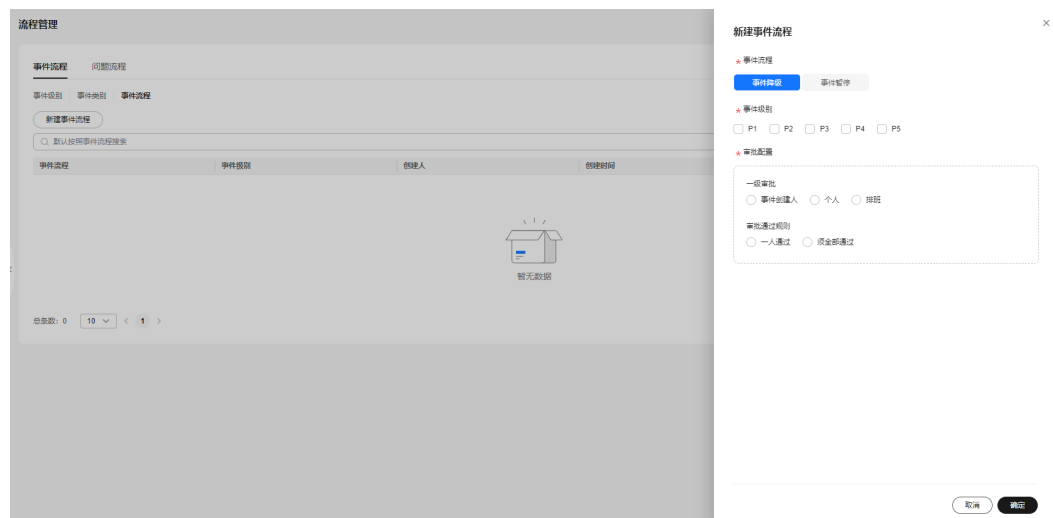 流程管理
事件流程 问题流程
事件级别 事件类别 事件流程
新建事件流程
默认按照事件流程搜索
事件流程 事件级别 创建人 创建时间
暂无数据
总条数: 0 10 < 1 >
新建事件流程
* 事件流程
事件降级 事件暂停
* 事件级别
P1 P2 P3 P4 P5
* 审批配置
一级审批
事件创建人 个人 排班
审批通过规则
一人通过 须全部通过
取消 确定